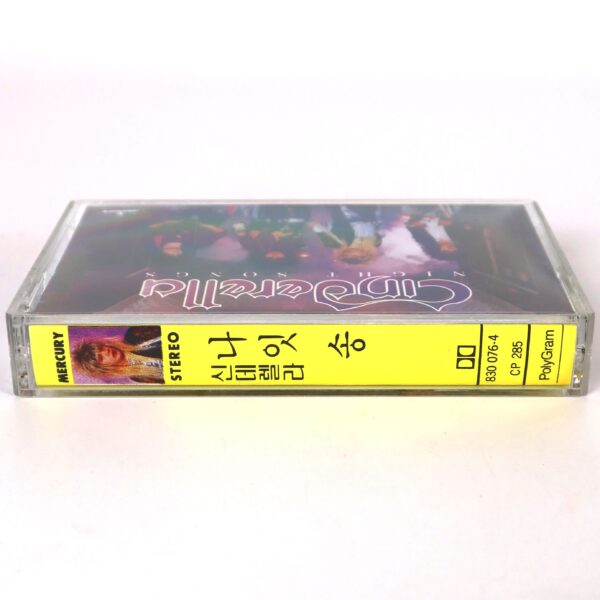 Cinderella
NIGHT SONGS
MERCURY
STEREO
나잇 송
신데렐라
830 076-4
CP 285
PolyGram